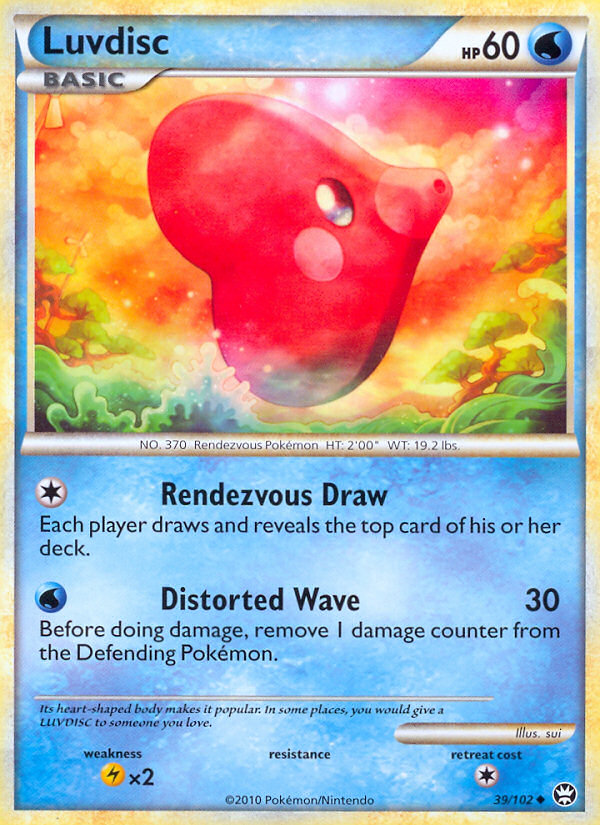 Luvdisc
HP 60
BASIC
NO. 370 Rendezvous Pokémon HT: 2'00" WT: 19.2 lbs.
Rendezvous Draw
Each player draws and reveals the top card of his or her
deck.
Distorted Wave 30
Before doing damage, remove 1 damage counter from
the Defending Pokémon.
Its heart-shaped body makes it popular. In some places, you would give a
LUVDISC to someone you love.
Illus. sui
weakness resistance retreat cost
×2
©2010 Pokémon/Nintendo 39/102